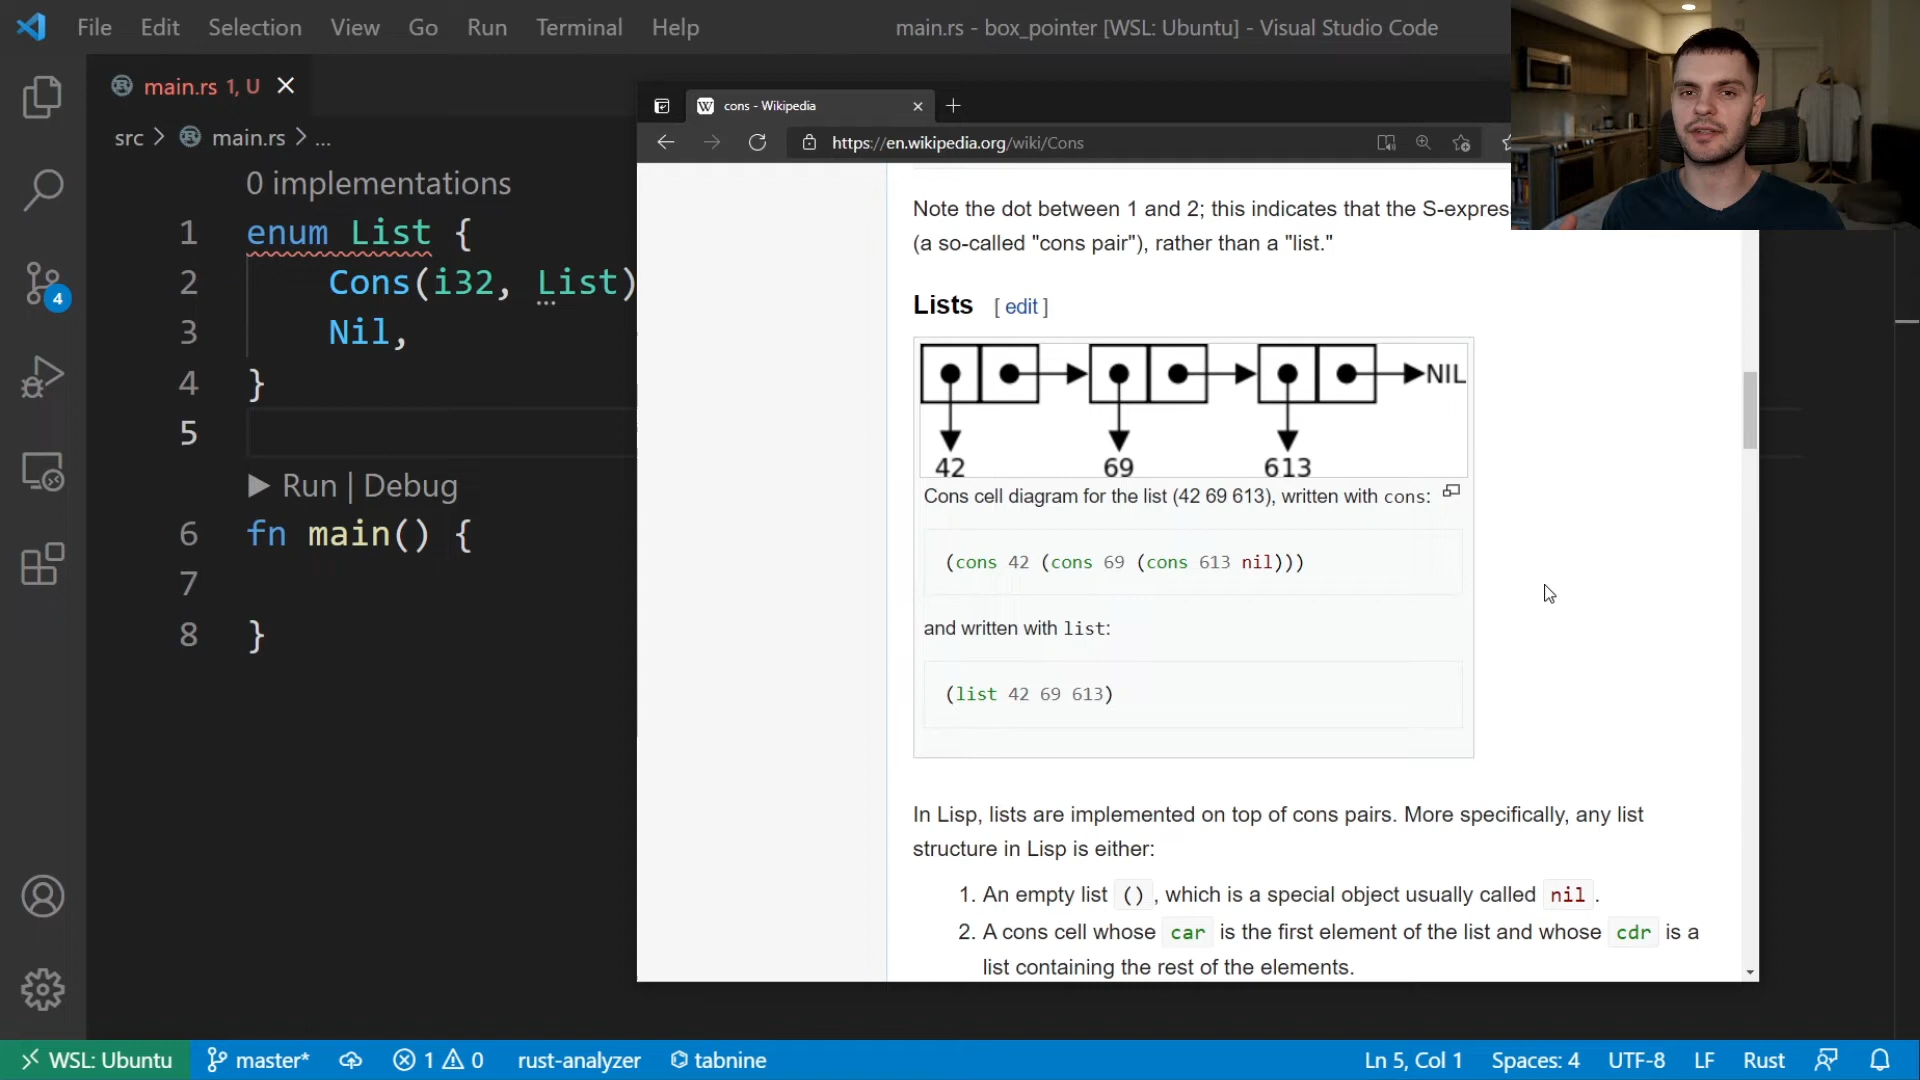 File Edit Selection View Go Run Terminal Help
main.rs - box_pointer [WSL: Ubuntu] - Visual Studio Code
main.rs 1, U
src > main.rs > ...
0 implementations
1 enum List {
2 Cons(i32, List)
3 Nil,
4 }
5
Run | Debug
6 fn main() {
7
8 }
4
cons - Wikipedia
https://en.wikipedia.org/wiki/Cons
Note the dot between 1 and 2; this indicates that the S-expres
(a so-called "cons pair"), rather than a "list."
Lists [ edit ]
NIL
42 69 613
Cons cell diagram for the list (42 69 613), written with cons:
(cons 42 (cons 69 (cons 613 nil)))
and written with list:
(list 42 69 613)
In Lisp, lists are implemented on top of cons pairs. More specifically, any list
structure in Lisp is either:
1. An empty list (), which is a special object usually called nil.
2. A cons cell whose car is the first element of the list and whose cdr is a
list containing the rest of the elements.
WSL: Ubuntu master* 1 0 rust-analyzer tabnine Ln 5, Col 1 Spaces: 4 UTF-8 LF Rust